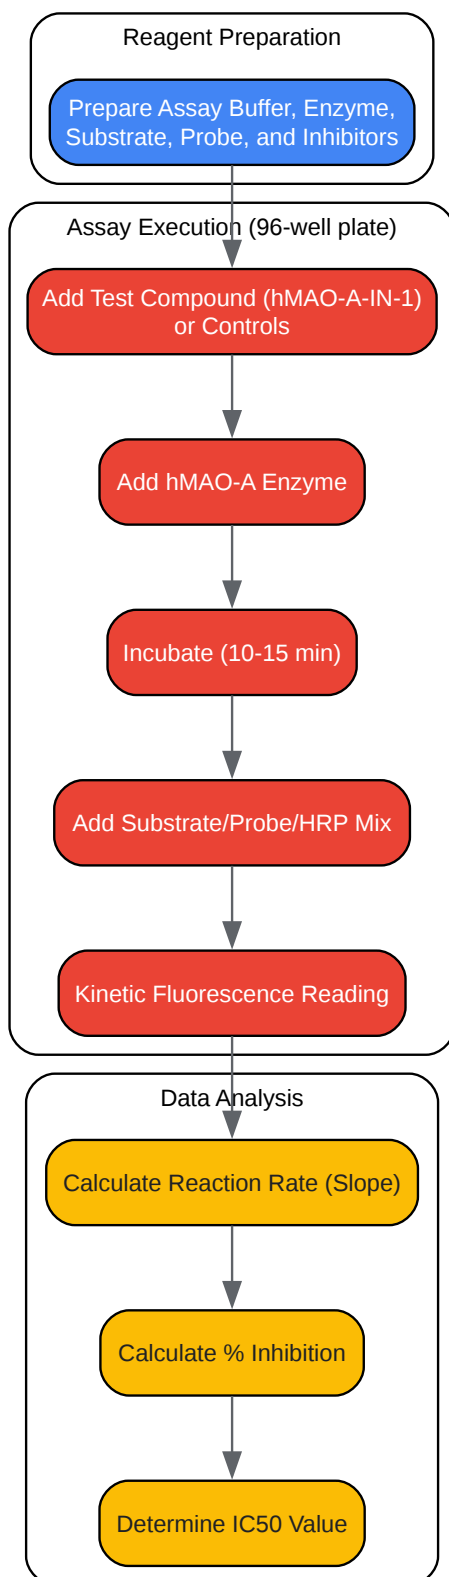 Reagent Preparation
Prepare Assay Buffer, Enzyme,
Substrate, Probe, and Inhibitors
Assay Execution (96-well plate)
Add Test Compound (hMAO-A-IN-1)
or Controls
Add hMAO-A Enzyme
Incubate (10-15 min)
Add Substrate/Probe/HRP Mix
Kinetic Fluorescence Reading
Data Analysis
Calculate Reaction Rate (Slope)
Calculate % Inhibition
Determine IC50 Value